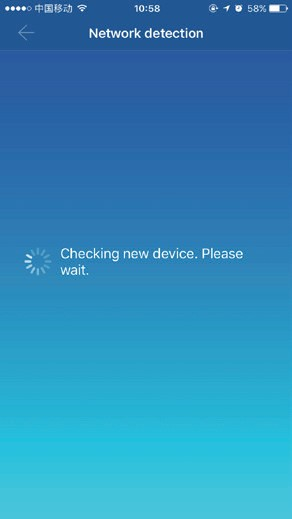 中国移动 10:58 58%
Network detection
Checking new device. Please
wait.